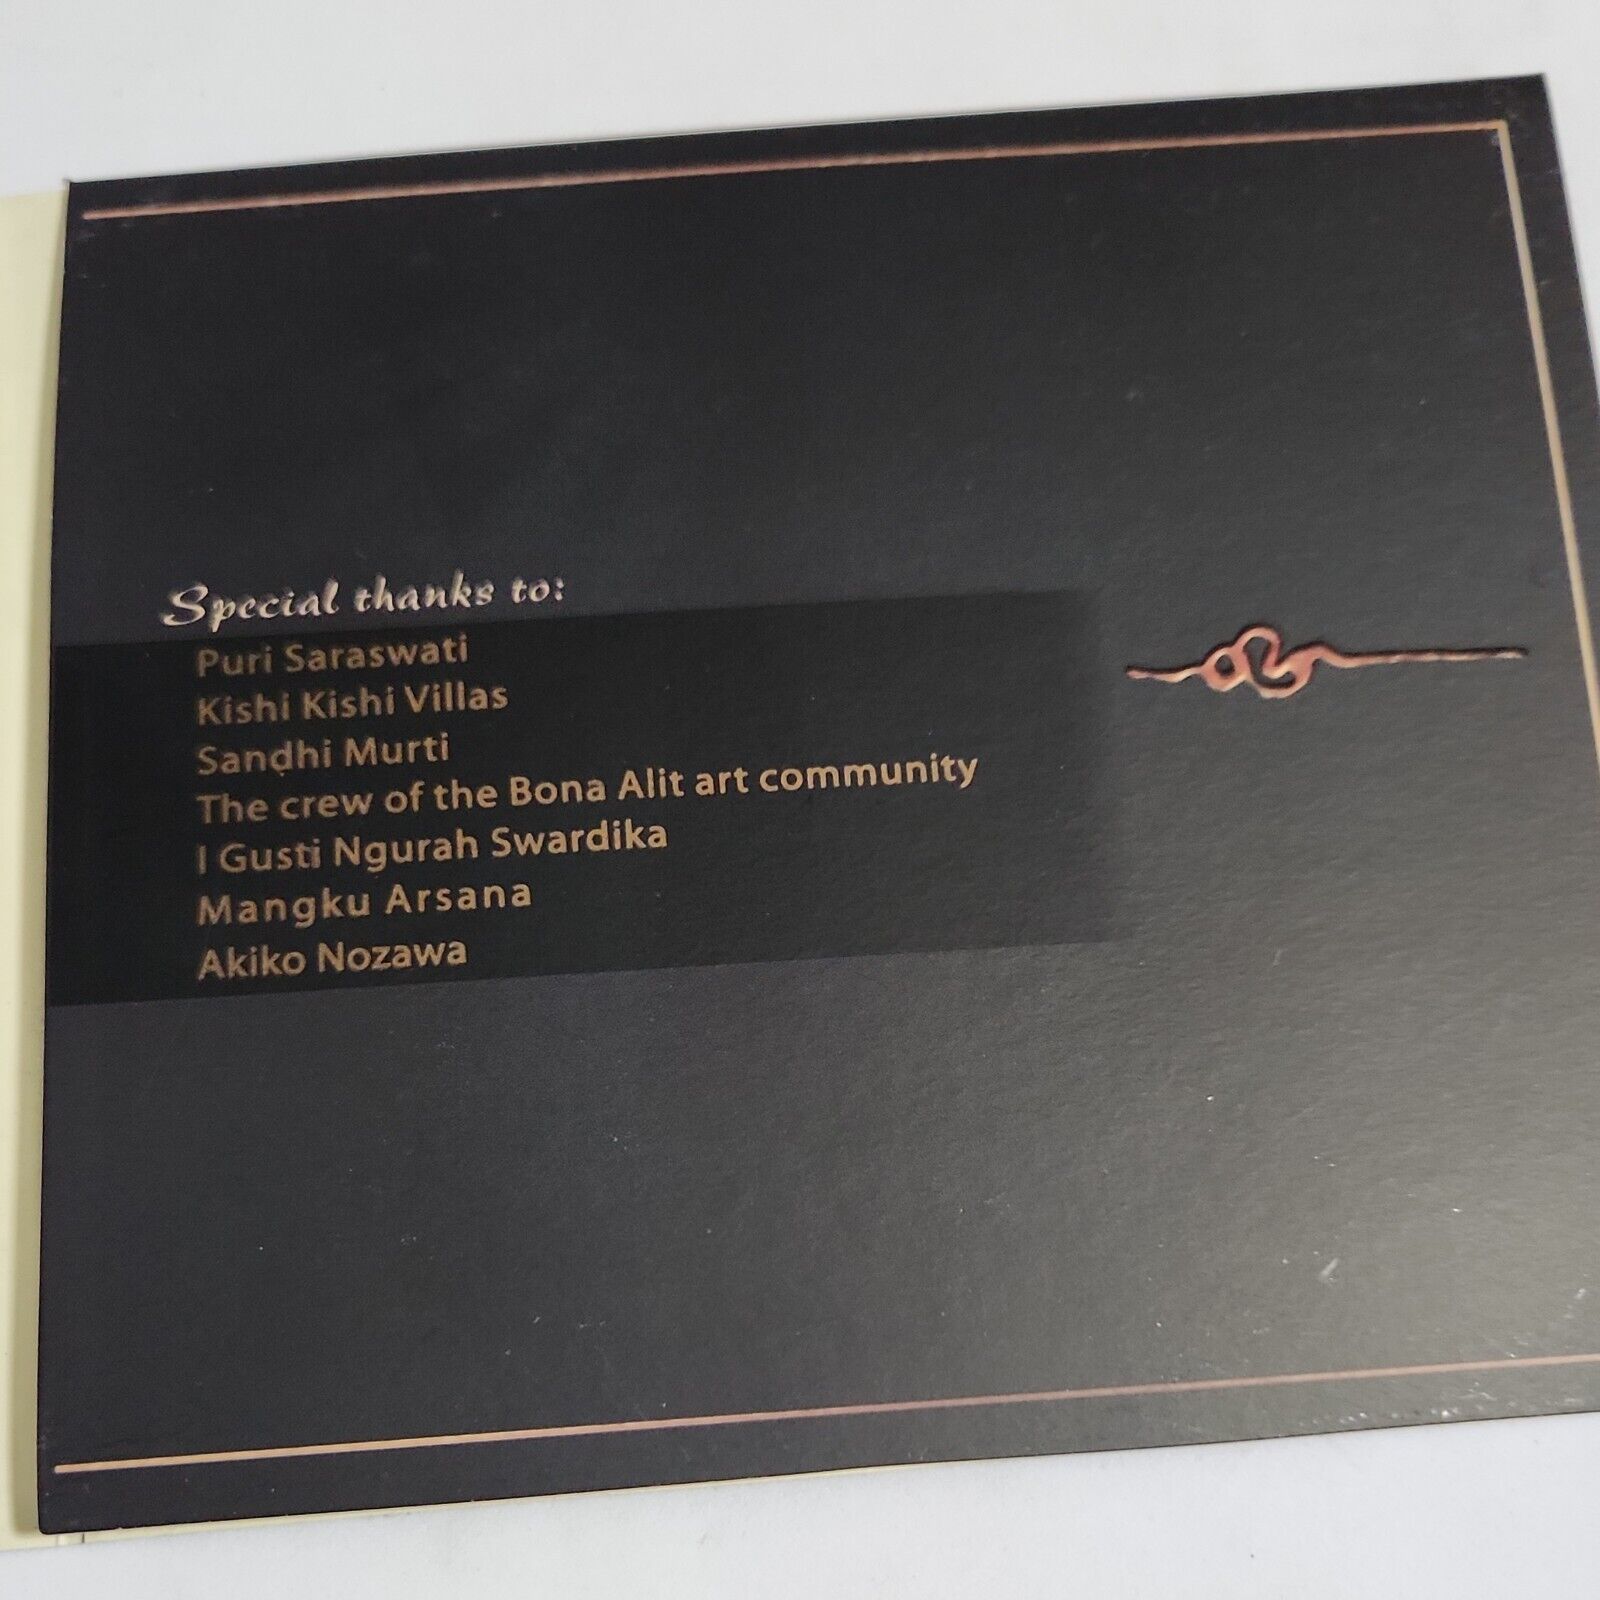 Special thanks to:
Puri Saraswati
Kishi Kishi Villas
Sandhi Murti
The crew of the Bona Alit art community
I Gusti Ngurah Swardika
Mangku Arsana
Akiko Nozawa